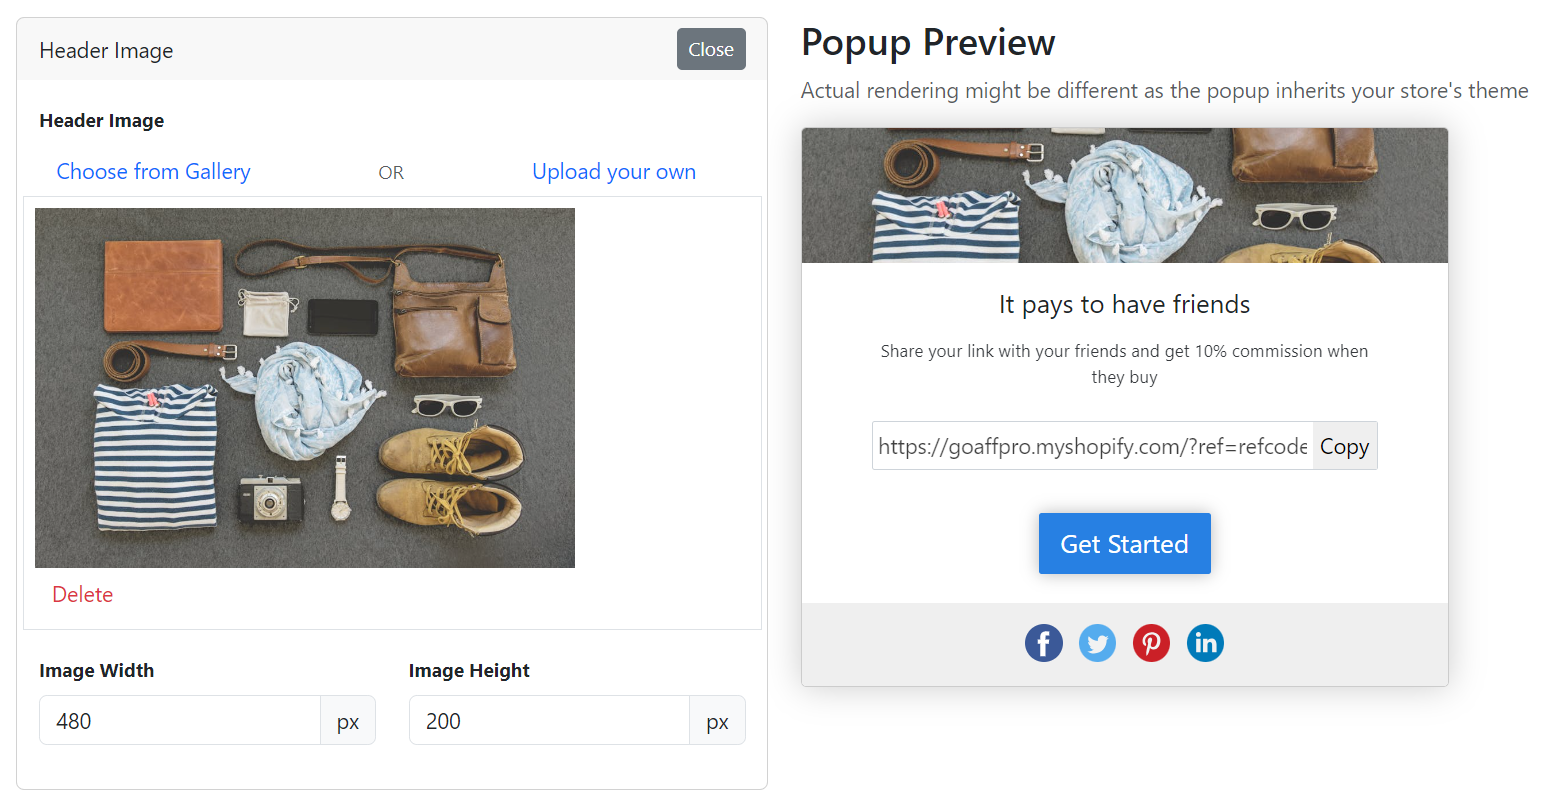 Header Image
Close
Header Image
Choose from Gallery
OR
Upload your own
Delete
Image Width
Image Height
480
px
200
px
Popup Preview
Actual rendering might be different as the popup inherits your store's theme
It pays to have friends
Share your link with your friends and get 10% commission when
they buy
https://goaffpro.myshopify.com/?ref=refcode
Copy
Get Started